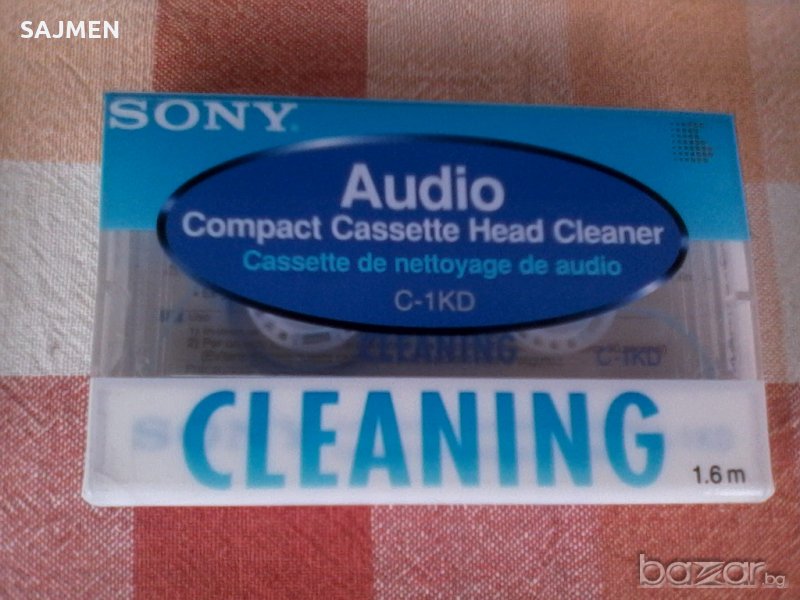 SAJMEN
SONY
Audio
Compact Cassette Head Cleaner
Cassette de nettoyage de audio
C-1KD
CLEANING C-1KD
CLEANING
1.6 m
bazar.bg